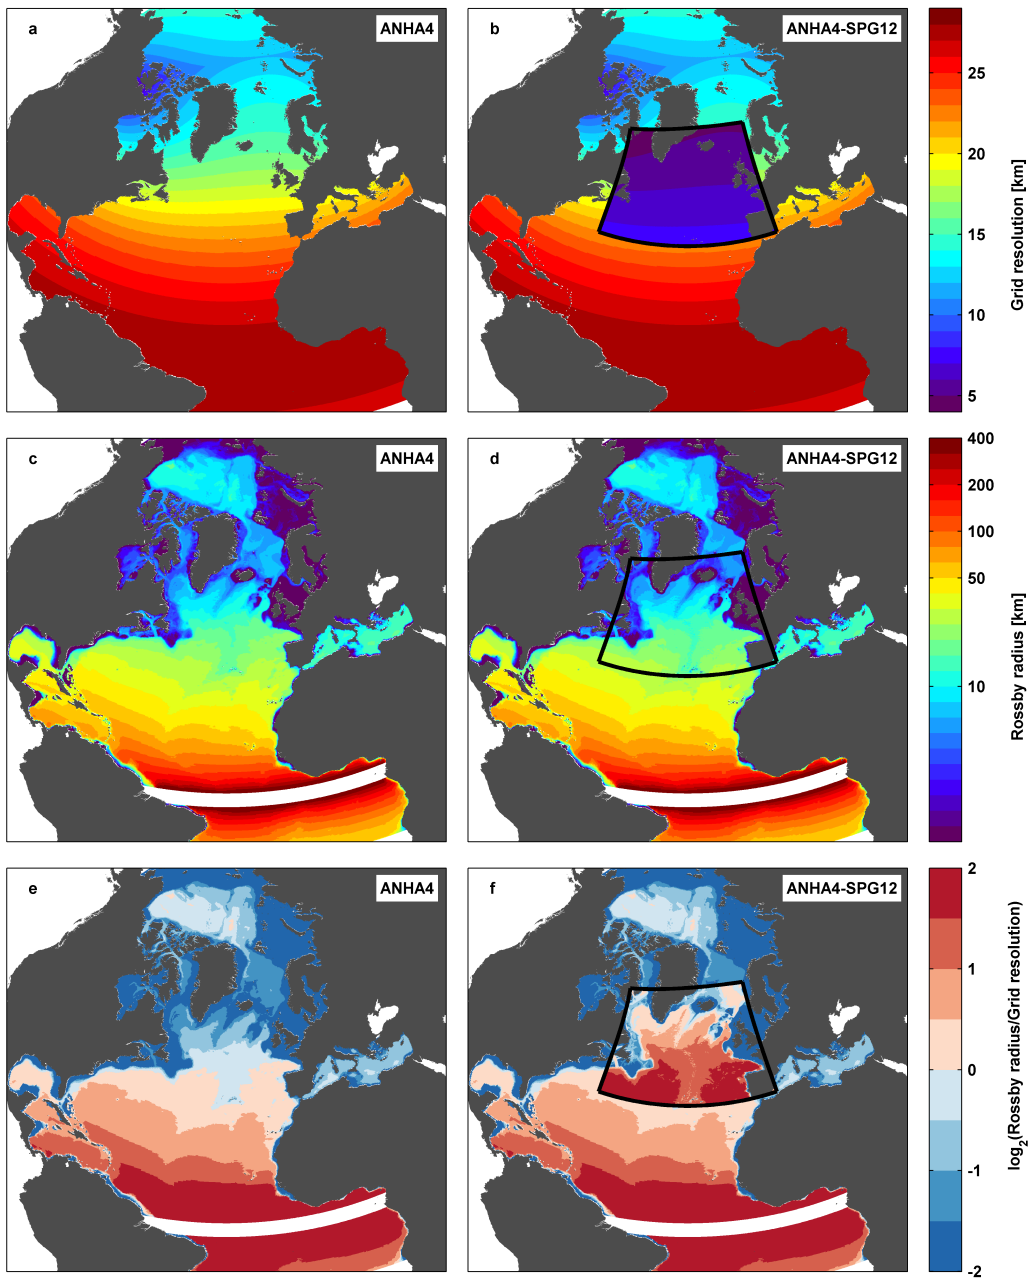 a
ANHA4
b
ANHA4-SPG12
25
20
15
10
5
Grid resolution [km]
c
ANHA4
d
ANHA4-SPG12
400
200
100
50
10
Rossby radius [km]
e
ANHA4
f
ANHA4-SPG12
2
1
0
-1
-2
log₂(Rossby radius/Grid resolution)